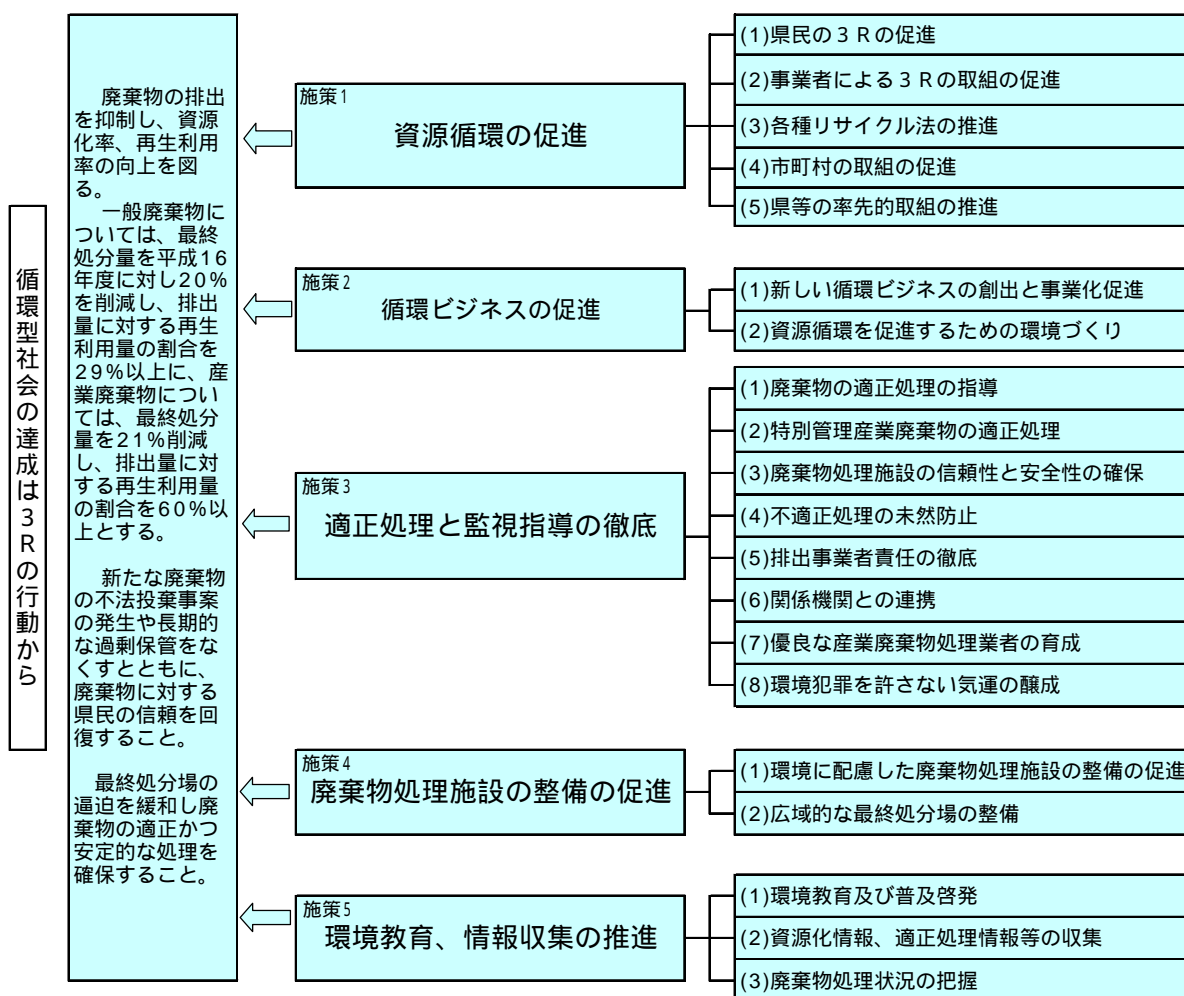 循環型社会の達成は3Rの行動から
廃棄物の排出
を抑制し、資源
化率、再生利用
率の向上を図
る。
一般廃棄物に
ついては、最終
処分量を平成16
年度に対し20%
を削減し、排出
量に対する再生
利用量の割合を
29%以上に、産
業廃棄物につい
ては、最終処分
量を21%削減
し、排出量に対
する再生利用量
の割合を60%以
上とする。
新たな廃棄物
の不法投棄事案
の発生や長期的
な過剰保管をな
くすとともに、
廃棄物に対する
県民の信頼を回
復すること。
最終処分場の
逼迫を緩和し廃
棄物の適正かつ
安定的な処理を
確保すること。
施策1
資源循環の促進
(1)県民の3Rの促進
(2)事業者による3Rの取組の促進
(3)各種リサイクル法の推進
(4)市町村の取組の促進
(5)県等の率先的取組の推進
施策2
循環ビジネスの促進
(1)新しい循環ビジネスの創出と事業化促進
(2)資源循環を促進するための環境づくり
施策3
適正処理と監視指導の徹底
(1)廃棄物の適正処理の指導
(2)特別管理産業廃棄物の適正処理
(3)廃棄物処理施設の信頼性と安全性の確保
(4)不適正処理の未然防止
(5)排出事業者責任の徹底
(6)関係機関との連携
(7)優良な産業廃棄物処理業者の育成
(8)環境犯罪を許さない気運の醸成
施策4
廃棄物処理施設の整備の促進
(1)環境に配慮した廃棄物処理施設の整備の促進
(2)広域的な最終処分場の整備
施策5
環境教育、情報収集の推進
(1)環境教育及び普及啓発
(2)資源化情報、適正処理情報等の収集
(3)廃棄物処理状況の把握